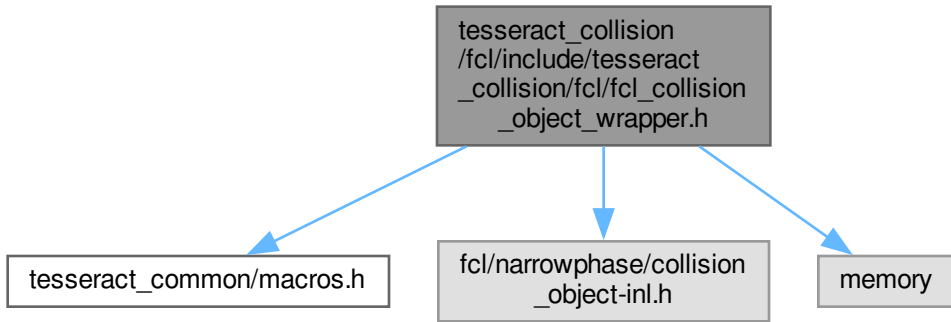 tesseract_collision
/fcl/include/tesseract
_collision/fcl/fcl_collision
_object_wrapper.h
tesseract_common/macros.h
fcl/narrowphase/collision
_object-inl.h
memory